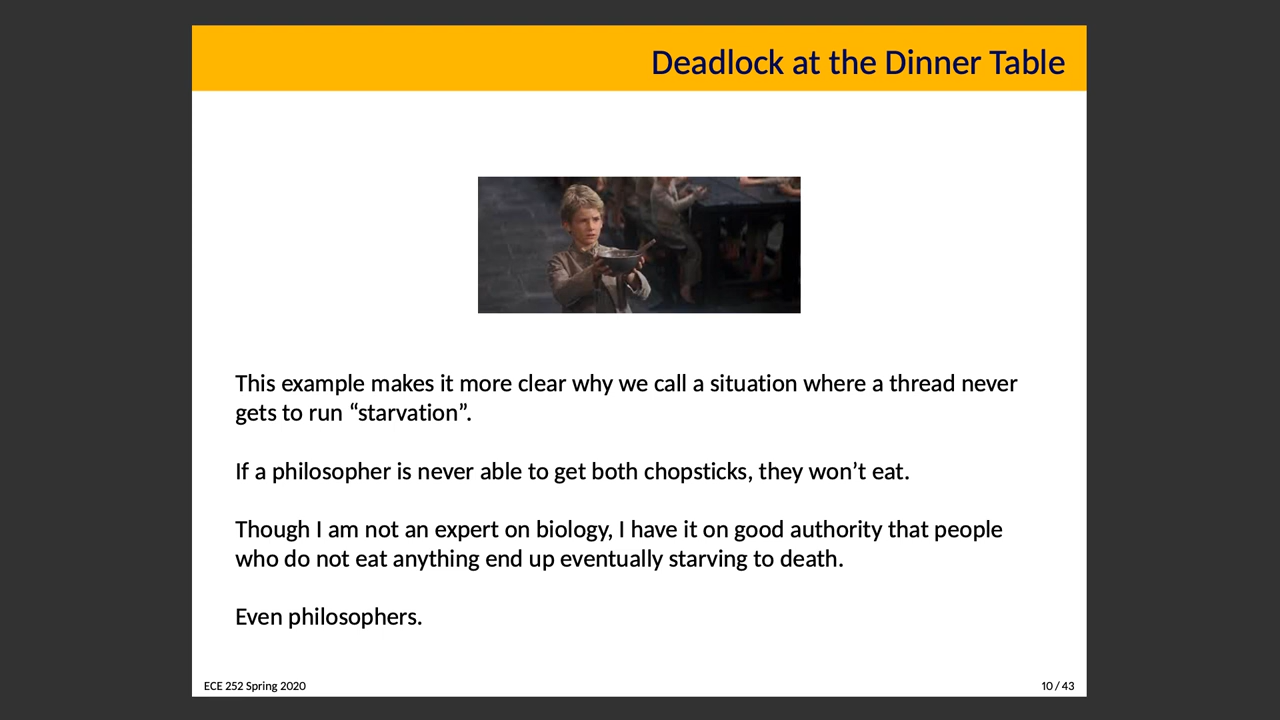 Deadlock at the Dinner Table
This example makes it more clear why we call a situation where a thread never
gets to run “starvation”.
If a philosopher is never able to get both chopsticks, they won’t eat.
Though I am not an expert on biology, I have it on good authority that people
who do not eat anything end up eventually starving to death.
Even philosophers.
ECE 252 Spring 2020
10 / 43